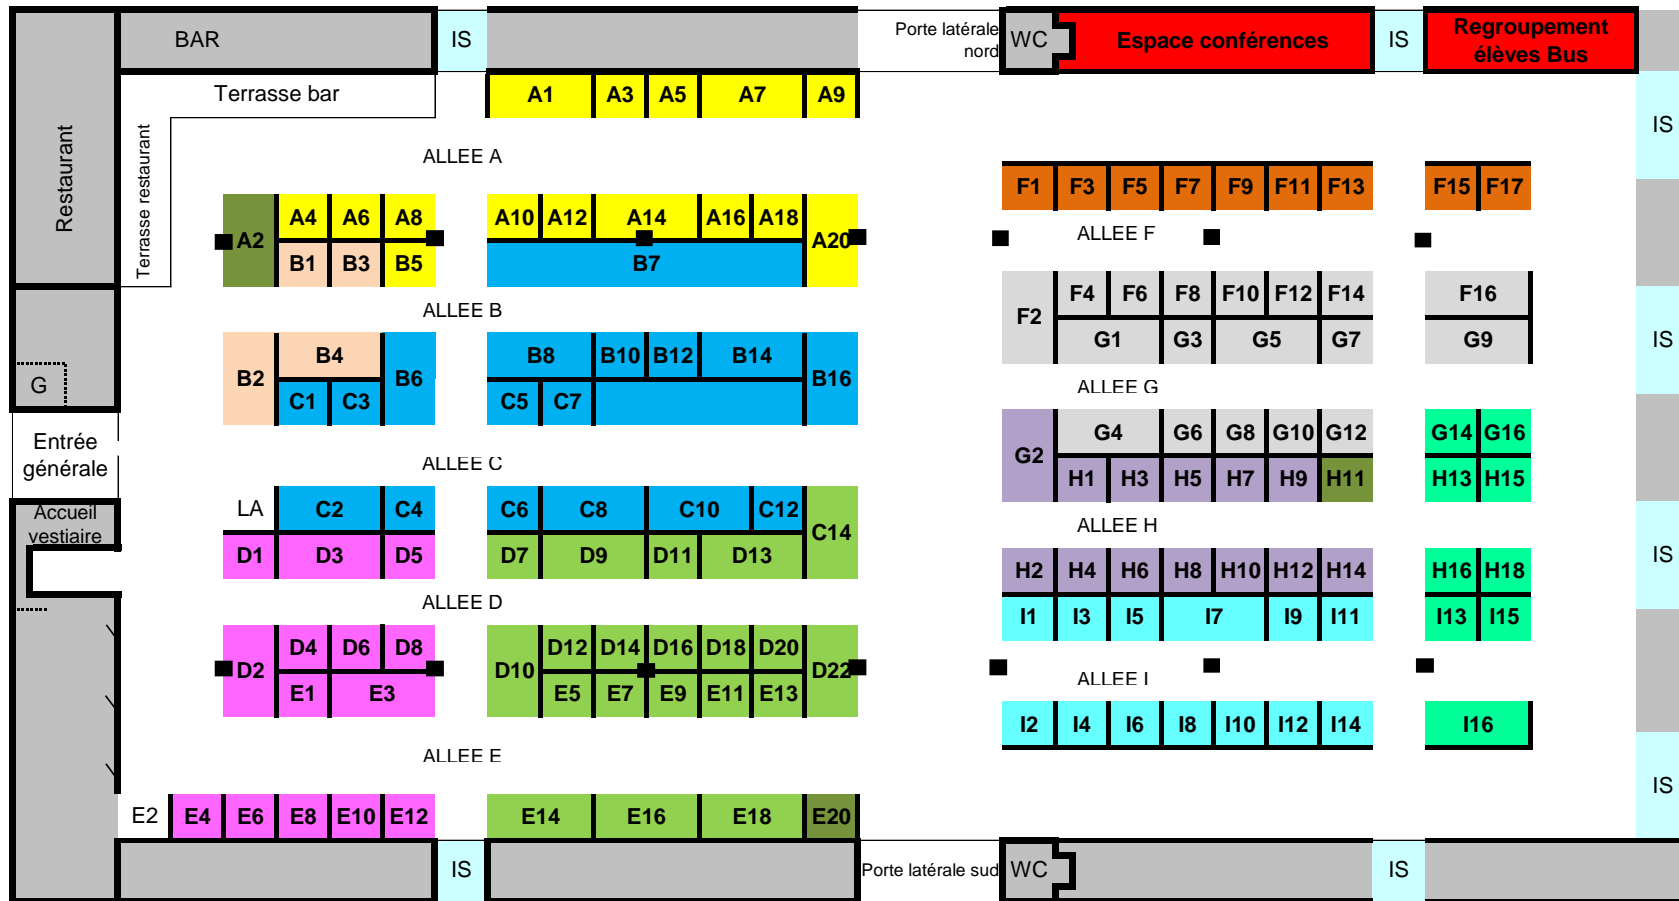 BAR
IS
Porte latérale
nord
WC
Espace conférences
IS
Regroupement
élèves Bus
Terrasse bar
A1 A3 A5 A7 A9
IS
Restaurant
Terrasse restaurant
ALLEE A
F1 F3 F5 F7 F9 F11 F13 F15 F17
A2 A4 A6 A8 A10 A12 A14 A16 A18 A20
ALLEE F
B1 B3 B5 B7
F2 F4 F6 F8 F10 F12 F14 F16
ALLEE B
G1 G3 G5 G7 G9
IS
B2 B4 B6 B8 B10 B12 B14 B16
G
ALLEE G
C1 C3 C5 C7
Entrée
générale
G2 G4 G6 G8 G10 G12 G14 G16
ALLEE C
H1 H3 H5 H7 H9 H11 H13 H15
Accueil
vestiaire
LA C2 C4 C6 C8 C10 C12 C14
ALLEE H
D1 D3 D5 D7 D9 D11 D13
IS
H2 H4 H6 H8 H10 H12 H14 H16 H18
ALLEE D
I1 I3 I5 I7 I9 I11 I13 I15
D2 D4 D6 D8 D10 D12 D14 D16 D18 D20 D22
ALLEE I
E1 E3 E5 E7 E9 E11 E13
I2 I4 I6 I8 I10 I12 I14 I16
ALLEE E
IS
E2 E4 E6 E8 E10 E12 E14 E16 E18 E20
IS
Porte latérale sud
WC
IS